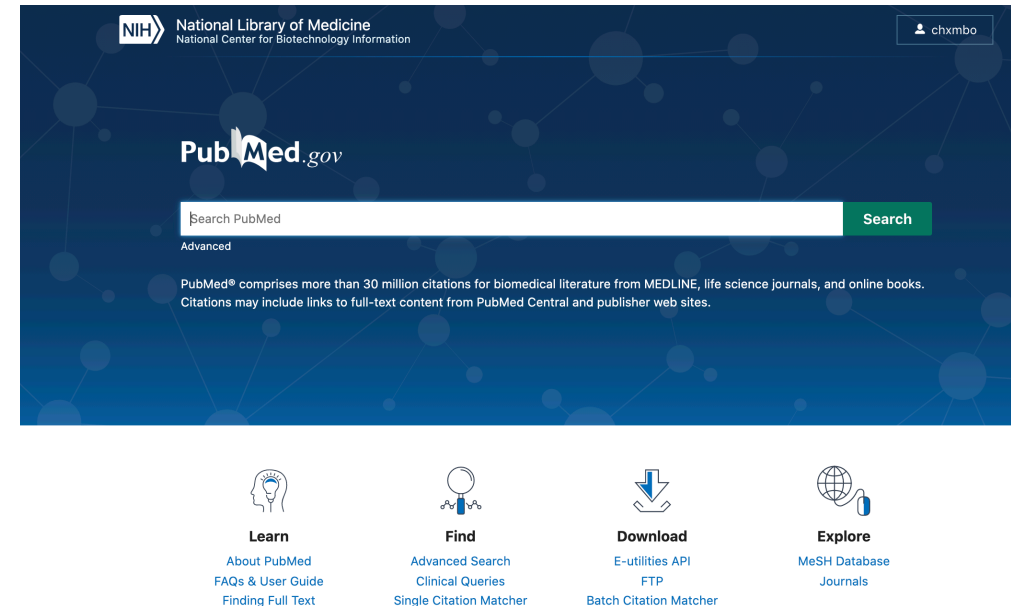 NIH
National Library of Medicine
National Center for Biotechnology Information
chxmbo
PubMed.gov
Search PubMed
Search
Advanced
PubMed® comprises more than 30 million citations for biomedical literature from MEDLINE, life science journals, and online books.
Citations may include links to full-text content from PubMed Central and publisher web sites.
Learn
About PubMed
FAQs & User Guide
Finding Full Text
Find
Advanced Search
Clinical Queries
Single Citation Matcher
Download
E-utilities API
FTP
Batch Citation Matcher
Explore
MeSH Database
Journals